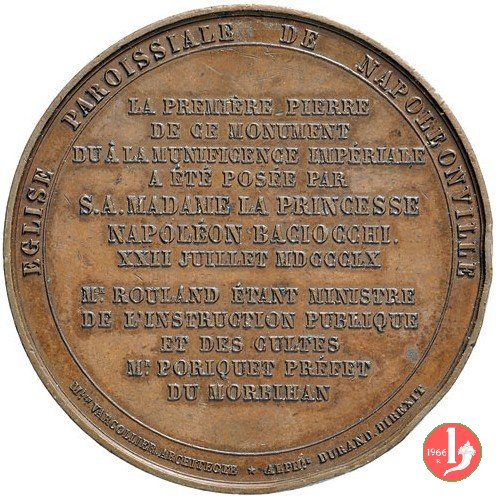 EGLISE PAROISSIALE DE NAPOLEONVILLE
LA PREMIÈRE PIERRE
DE CE MONUMENT
DU À LA MUNIFICENCE IMPÉRIALE
A ÉTÉ POSÉE PAR
S.A. MADAME LA PRINCESSE
NAPOLÉON BACIOCCHI.
XXII JUILLET MDCCCLX
Mr. ROULAND ÉTANT MINISTRE
DE L'INSTRUCTION PUBLIQUE
ET DES CULTES
Mr. PORIQUET PRÉFET
DU MORBIHAN
VARCOLLIER. ARCHITECTE * ALPH. DURAND. DIREXIT
1966